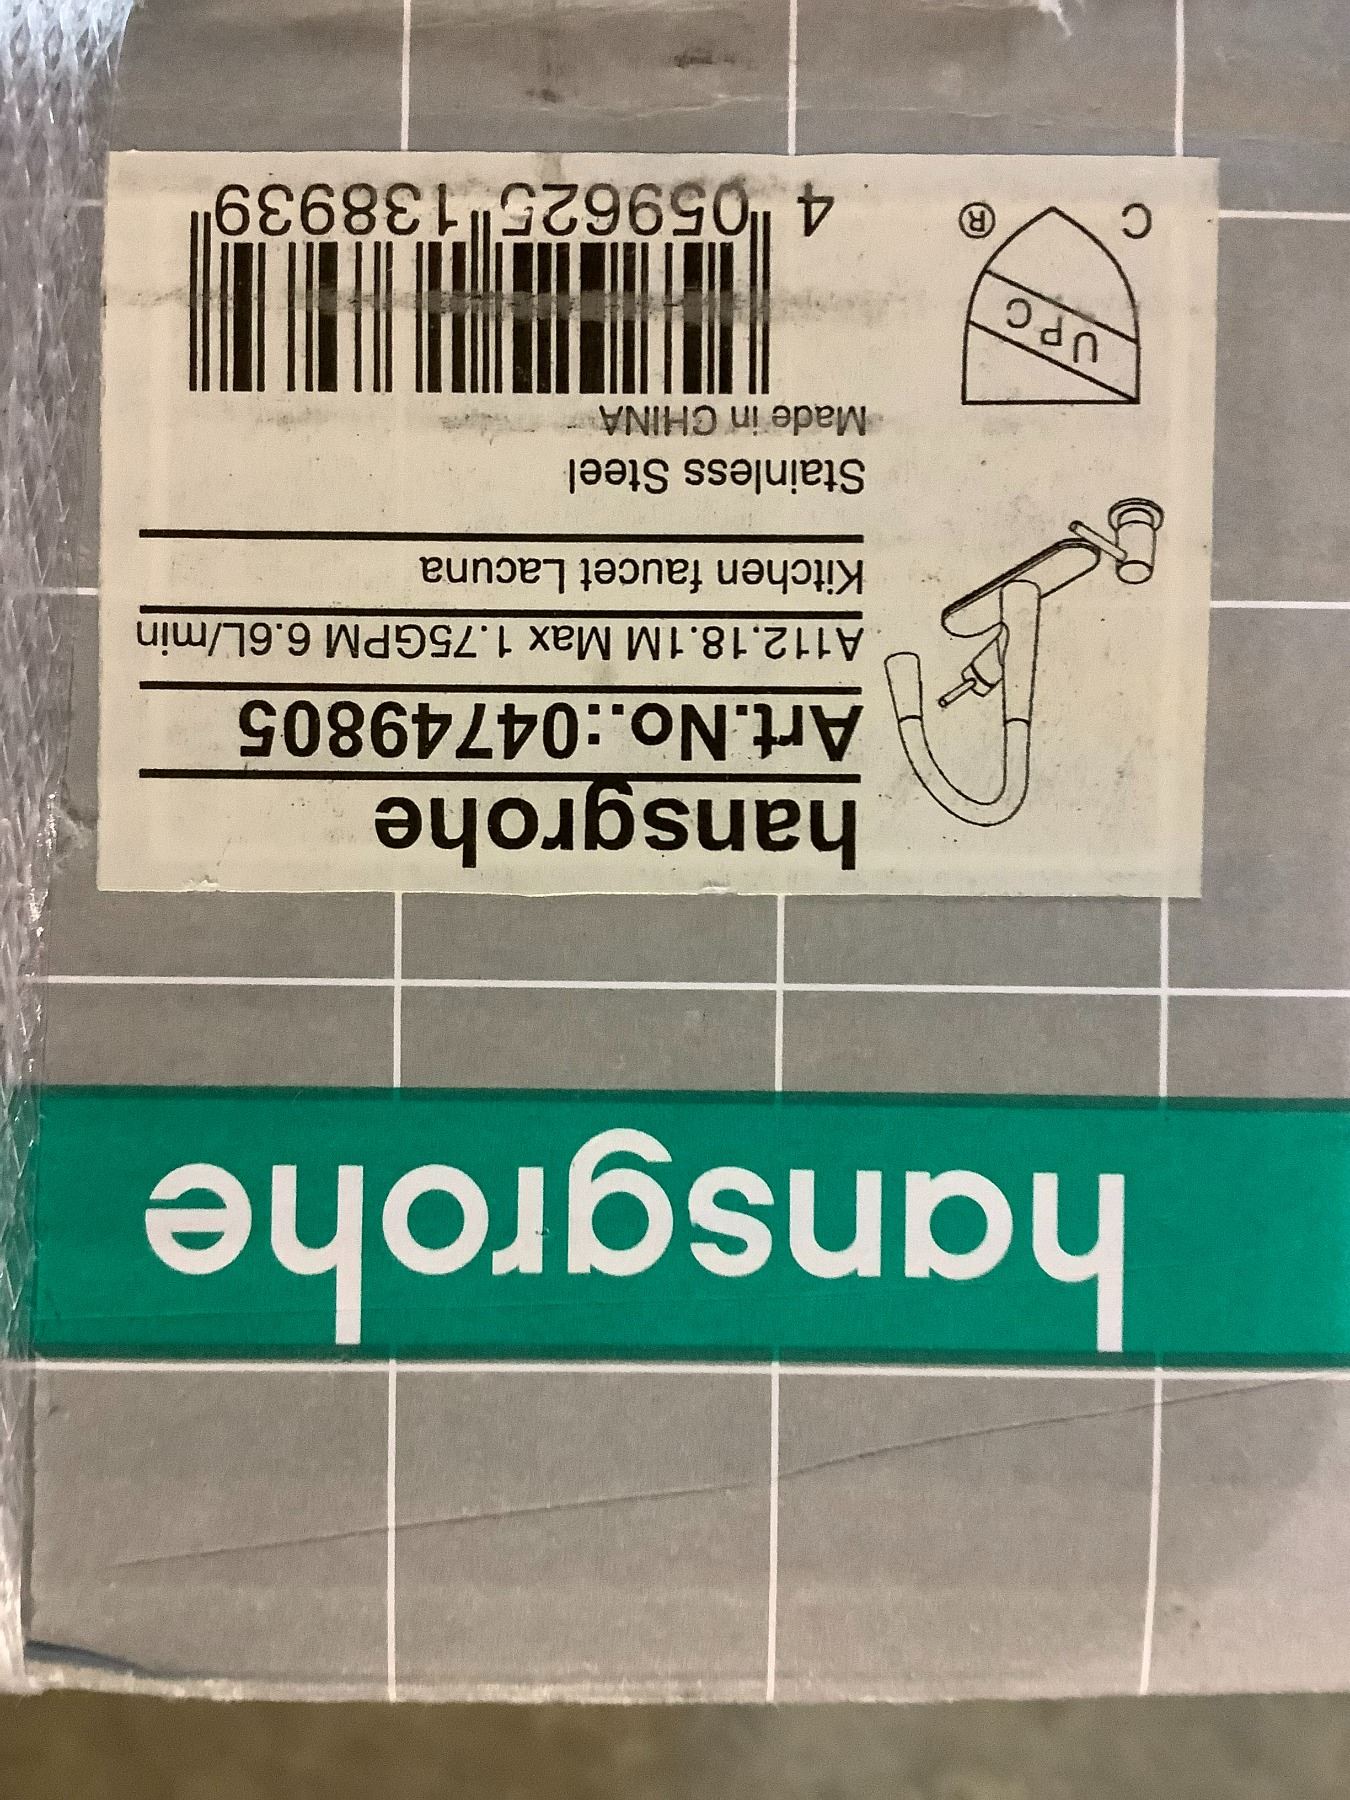 hansgrohe
hansgrohe
Art.No.:04749805
A112.18.1M Max 1.75GPM 6.6L/min
Kitchen faucet Lacuna
Stainless Steel
Made in CHINA
4 059625 138939
C UPC ®